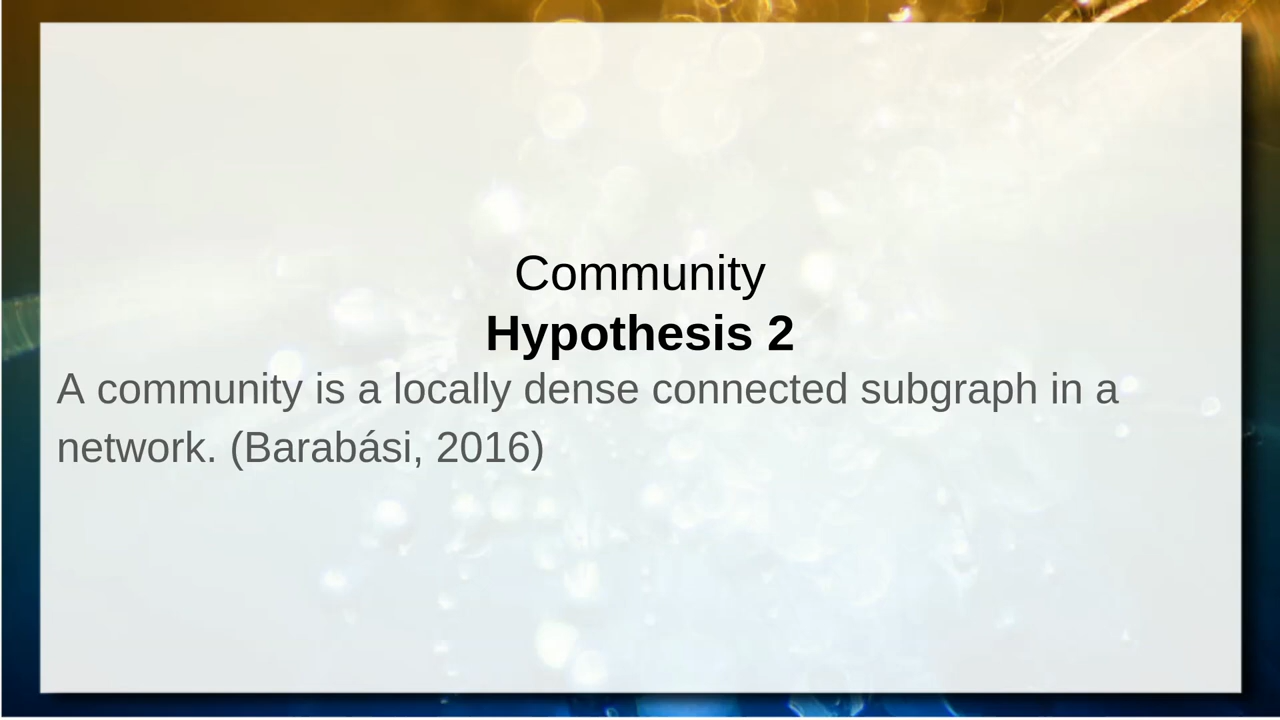 Community
Hypothesis 2
A community is a locally dense connected subgraph in a
network. (Barabási, 2016)